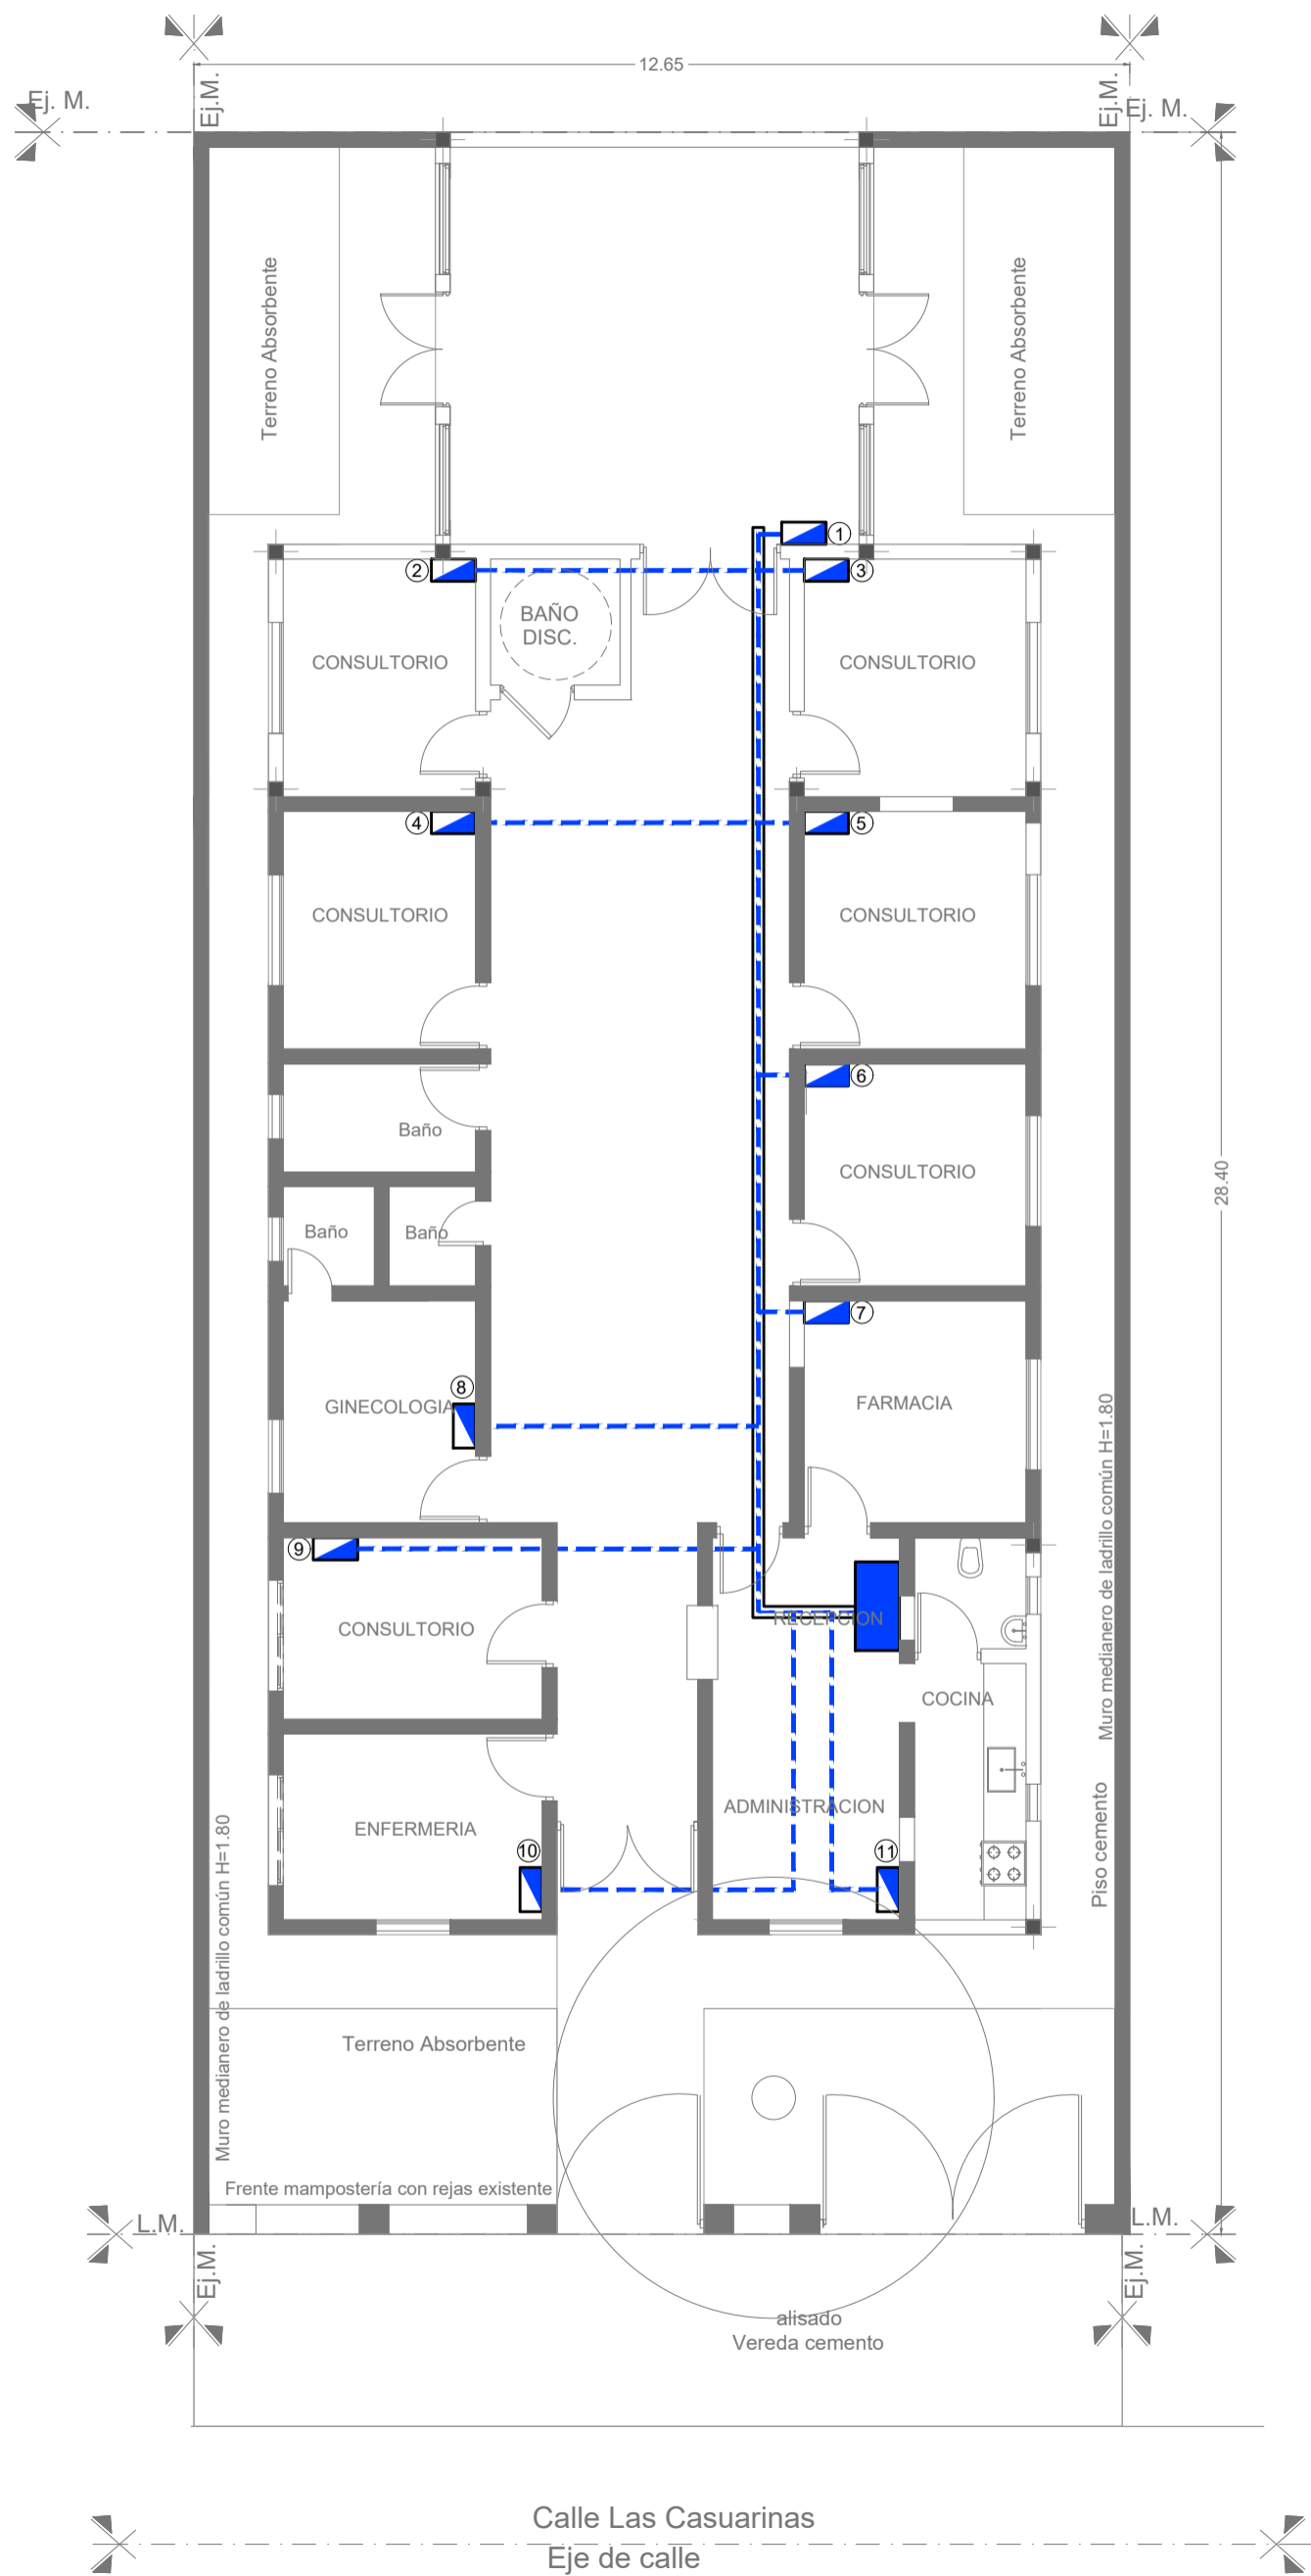 12.65
Ej. M.
Ej.M.
Ej.M.
Ej. M.
Terreno Absorbente
Terreno Absorbente
1
2
3
BAÑO
DISC.
CONSULTORIO
CONSULTORIO
4
5
CONSULTORIO
CONSULTORIO
6
Baño
CONSULTORIO
28.40
Baño
Baño
7
8
GINECOLOGIA
FARMACIA
Muro medianero de ladrillo común H=1.80
9
CONSULTORIO
RECEPCION
COCINA
ADMINISTRACION
ENFERMERIA
10
11
Piso cemento
Muro medianero de ladrillo común H=1.80
Terreno Absorbente
Frente mampostería con rejas existente
L.M.
L.M.
Ej.M.
Ej.M.
alisado
Vereda cemento
Calle Las Casuarinas
Eje de calle